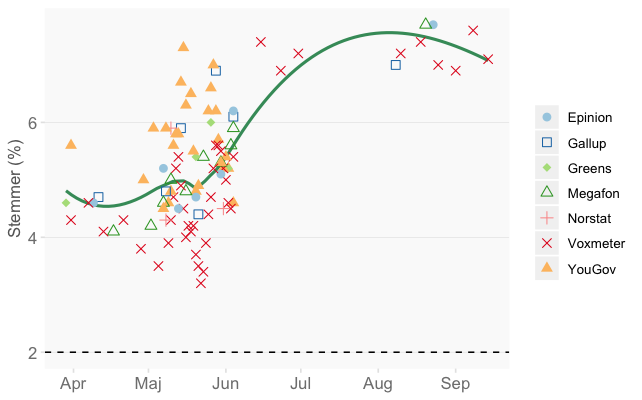 Stemmer (%)
6
4
2
Apr Maj Jun Jul Aug Sep
Epinion
Gallup
Greens
Megafon
Norstat
Voxmeter
YouGov